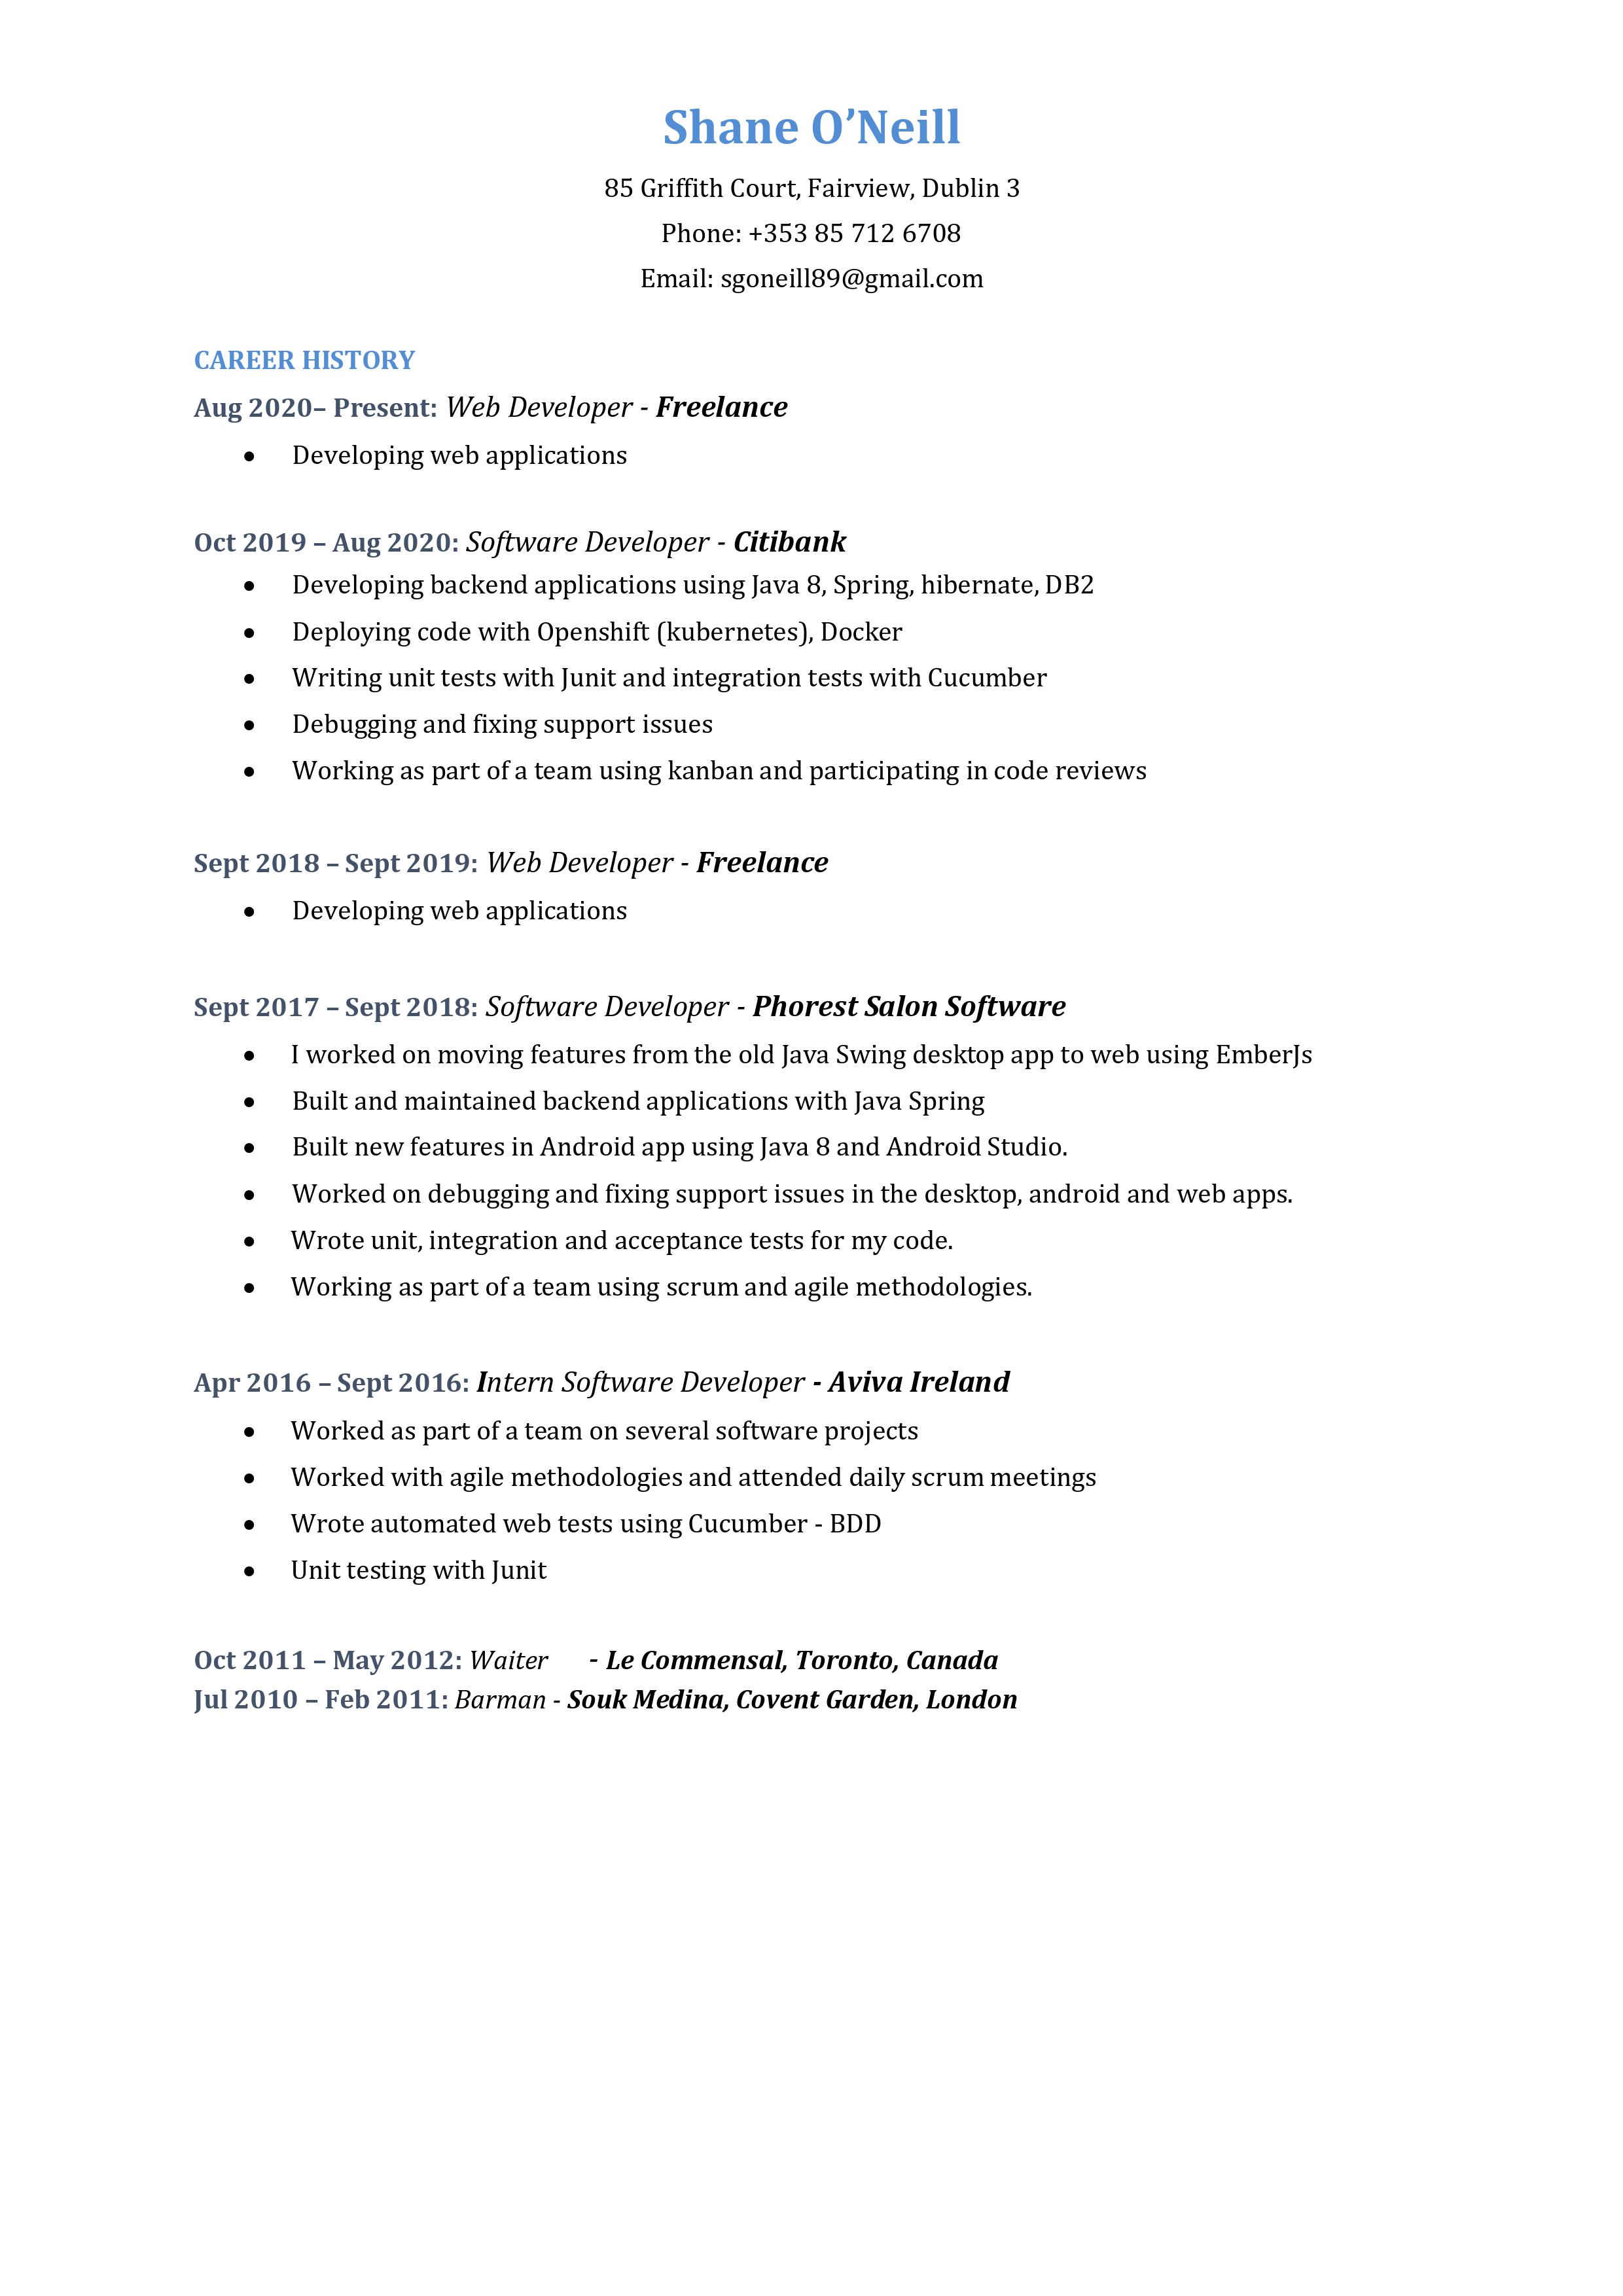 Shane O’Neill
85 Griffith Court, Fairview, Dublin 3
Phone: +353 85 712 6708
Email: sgoneill89@gmail.com
CAREER HISTORY
Aug 2020– Present: Web Developer - Freelance
• Developing web applications
Oct 2019 – Aug 2020: Software Developer - Citibank
• Developing backend applications using Java 8, Spring, hibernate, DB2
• Deploying code with Openshift (kubernetes), Docker
• Writing unit tests with Junit and integration tests with Cucumber
• Debugging and fixing support issues
• Working as part of a team using kanban and participating in code reviews
Sept 2018 – Sept 2019: Web Developer - Freelance
• Developing web applications
Sept 2017 – Sept 2018: Software Developer - Phorest Salon Software
• I worked on moving features from the old Java Swing desktop app to web using EmberJs
• Built and maintained backend applications with Java Spring
• Built new features in Android app using Java 8 and Android Studio.
• Worked on debugging and fixing support issues in the desktop, android and web apps.
• Wrote unit, integration and acceptance tests for my code.
• Working as part of a team using scrum and agile methodologies.
Apr 2016 – Sept 2016: Intern Software Developer - Aviva Ireland
• Worked as part of a team on several software projects
• Worked with agile methodologies and attended daily scrum meetings
• Wrote automated web tests using Cucumber - BDD
• Unit testing with Junit
Oct 2011 – May 2012: Waiter - Le Commensal, Toronto, Canada
Jul 2010 – Feb 2011: Barman - Souk Medina, Covent Garden, London